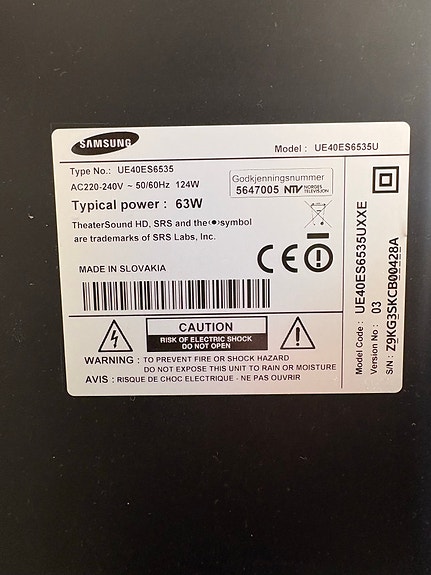 SAMSUNG
Model : UE40ES6535U
Type No.: UE40ES6535
AC220-240V ~ 50/60Hz 124W
Typical power : 63W
Godkjenningsnummer
5647005 NTV NORGES TELEVISJON
TheaterSound HD, SRS and the (●) symbol
are trademarks of SRS Labs, Inc.
MADE IN SLOVAKIA
CE
CAUTION
RISK OF ELECTRIC SHOCK
DO NOT OPEN
WARNING : TO PREVENT FIRE OR SHOCK HAZARD
DO NOT EXPOSE THIS UNIT TO RAIN OR MOISTURE
AVIS : RISQUE DE CHOC ELECTRIQUE - NE PAS OUVRIR
Model Code : UE40ES6535UXXE
Version No : 03
S/N : Z9KG3SKCB00428A